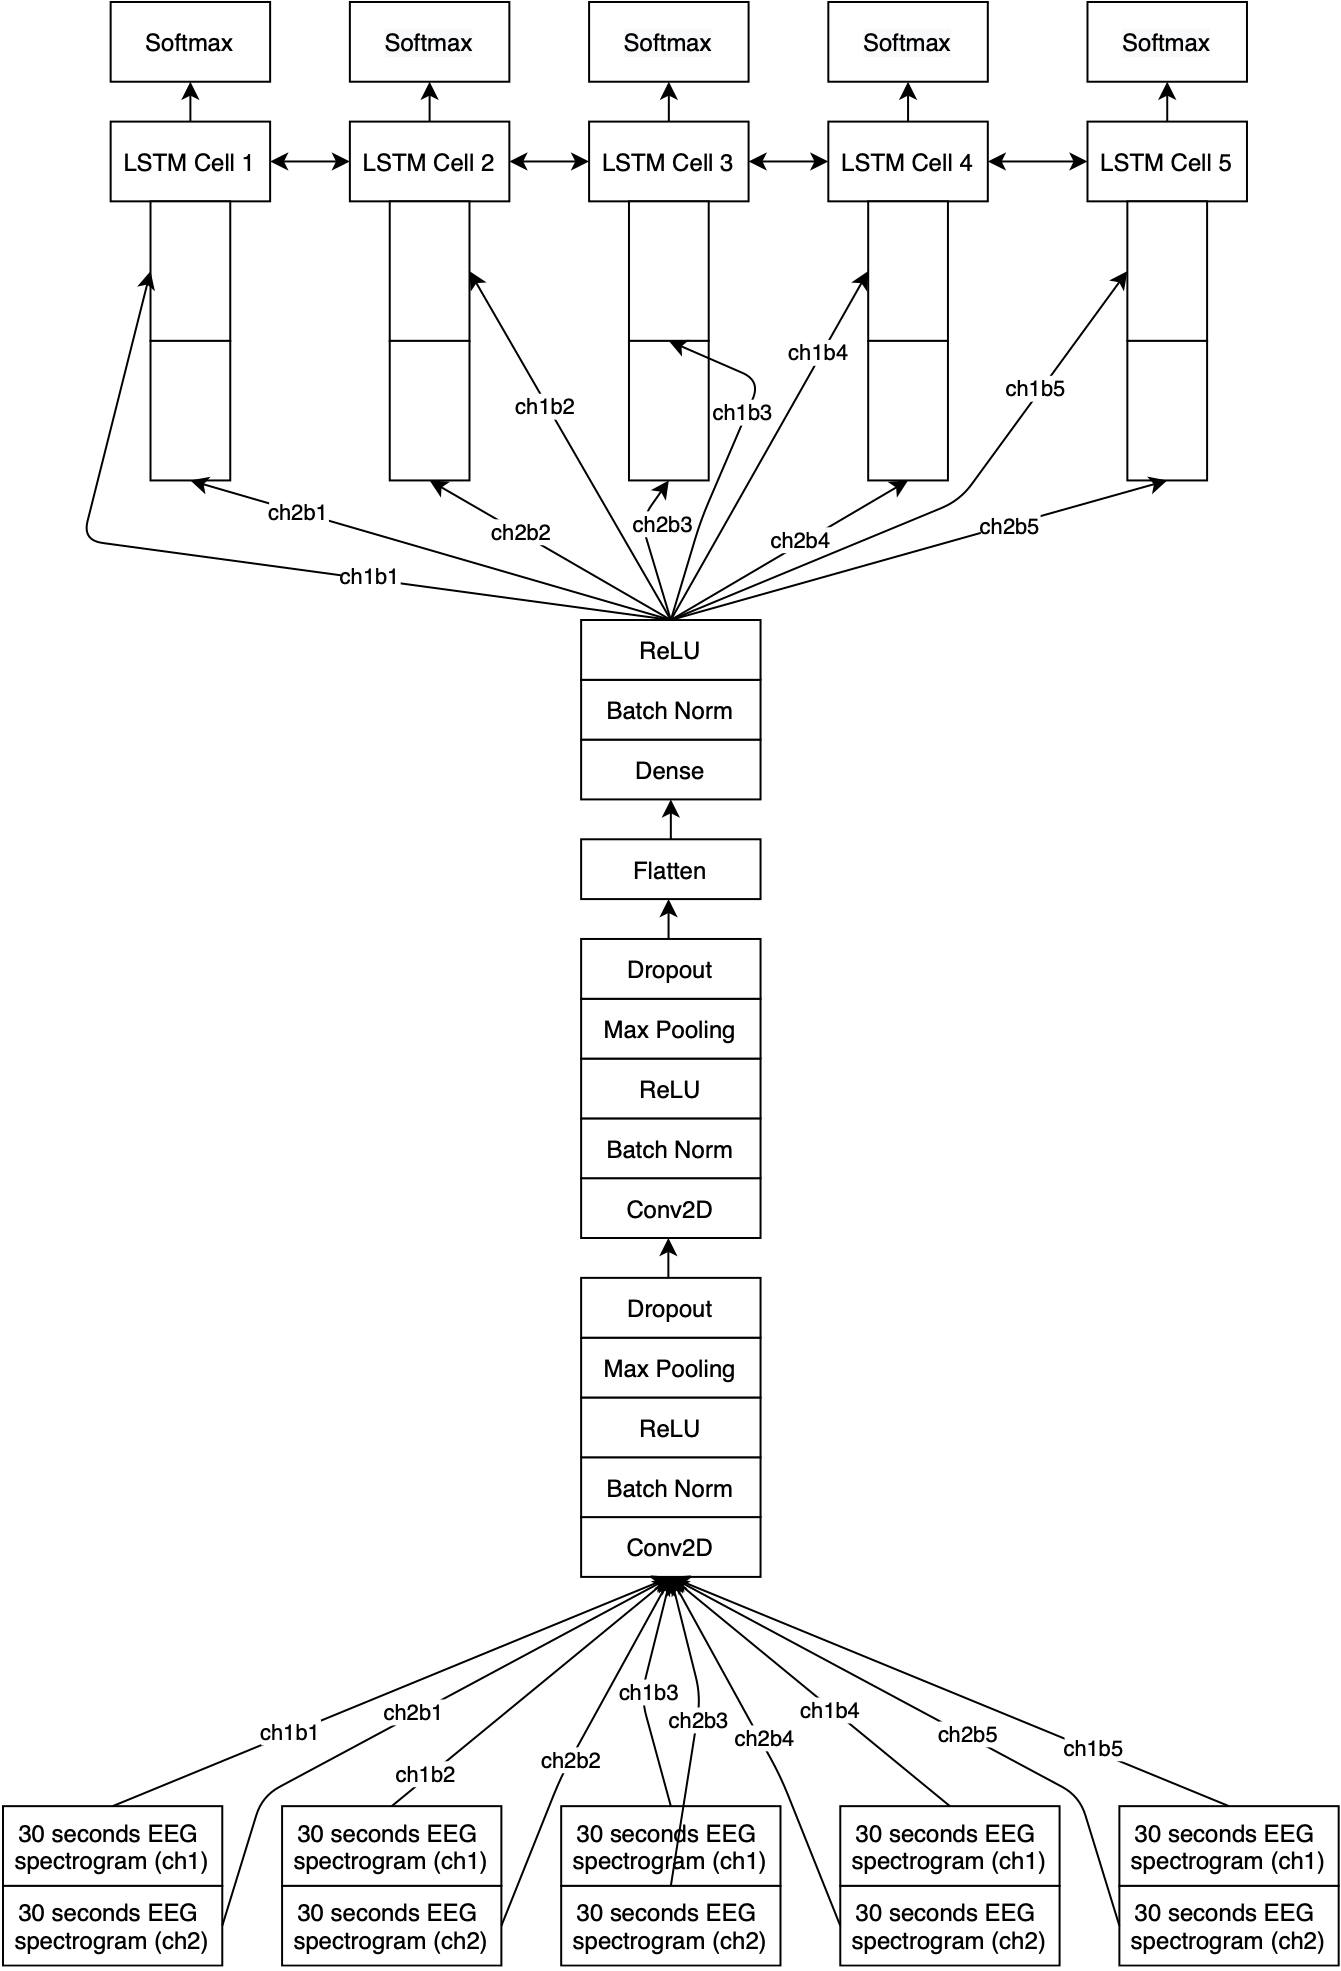 Softmax Softmax Softmax Softmax Softmax
LSTM Cell 1 LSTM Cell 2 LSTM Cell 3 LSTM Cell 4 LSTM Cell 5
ch1b4
ch1b5
ch1b2
ch1b3
ch2b1
ch2b3
ch2b5
ch2b2
ch2b4
ch1b1
ReLU
Batch Norm
Dense
Flatten
Dropout
Max Pooling
ReLU
Batch Norm
Conv2D
Dropout
Max Pooling
ReLU
Batch Norm
Conv2D
ch1b3
ch2b1
ch1b4
ch2b3
ch1b1
ch2b5
ch2b4
ch1b5
ch2b2
ch1b2
30 seconds EEG
spectrogram (ch1)
30 seconds EEG
spectrogram (ch2)
30 seconds EEG
spectrogram (ch1)
30 seconds EEG
spectrogram (ch2)
30 seconds EEG
spectrogram (ch1)
30 seconds EEG
spectrogram (ch2)
30 seconds EEG
spectrogram (ch1)
30 seconds EEG
spectrogram (ch2)
30 seconds EEG
spectrogram (ch1)
30 seconds EEG
spectrogram (ch2)